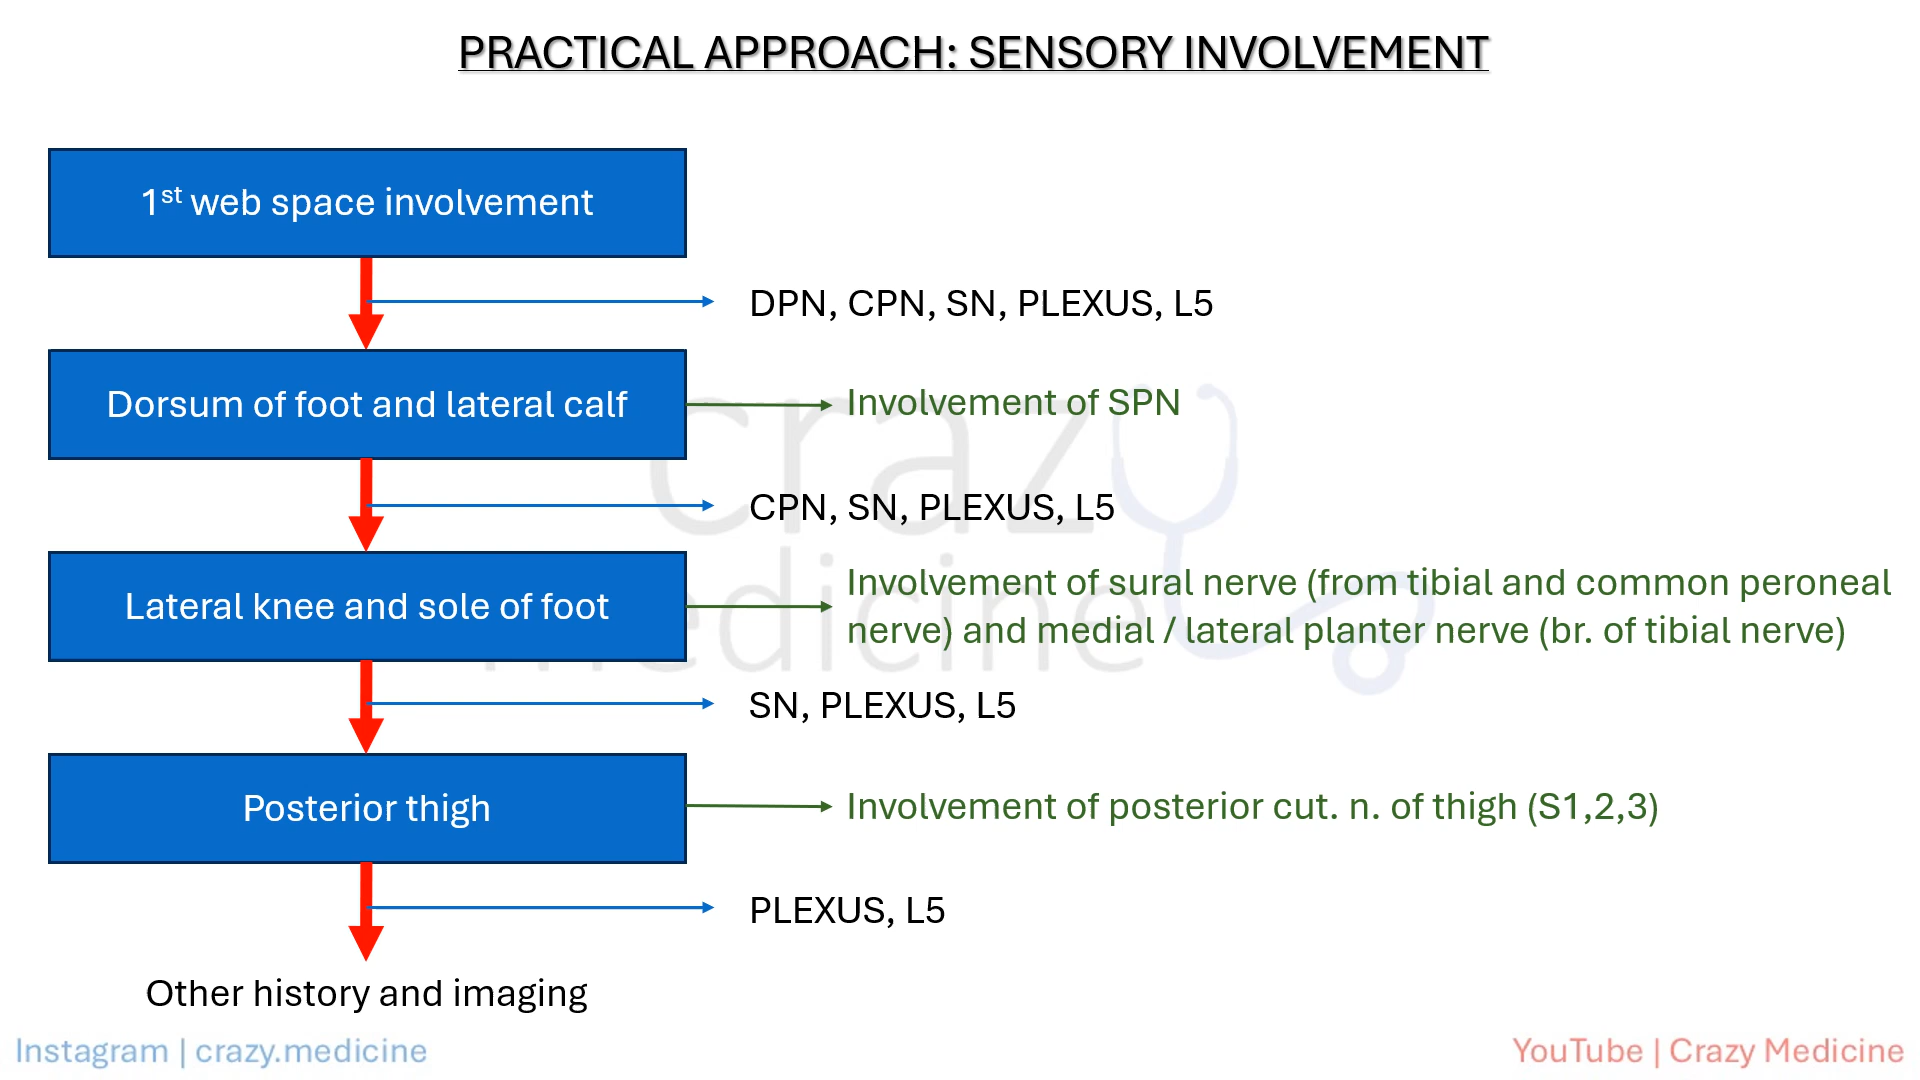 PRACTICAL APPROACH: SENSORY INVOLVEMENT
1st web space involvement
DPN, CPN, SN, PLEXUS, L5
Dorsum of foot and lateral calf
Involvement of SPN
CPN, SN, PLEXUS, L5
Lateral knee and sole of foot
Involvement of sural nerve (from tibial and common peroneal
nerve) and medial / lateral planter nerve (br. of tibial nerve)
SN, PLEXUS, L5
Posterior thigh
Involvement of posterior cut. n. of thigh (S1,2,3)
PLEXUS, L5
Other history and imaging
crazy
medicine
Instagram | crazy.medicine
YouTube | Crazy Medicine